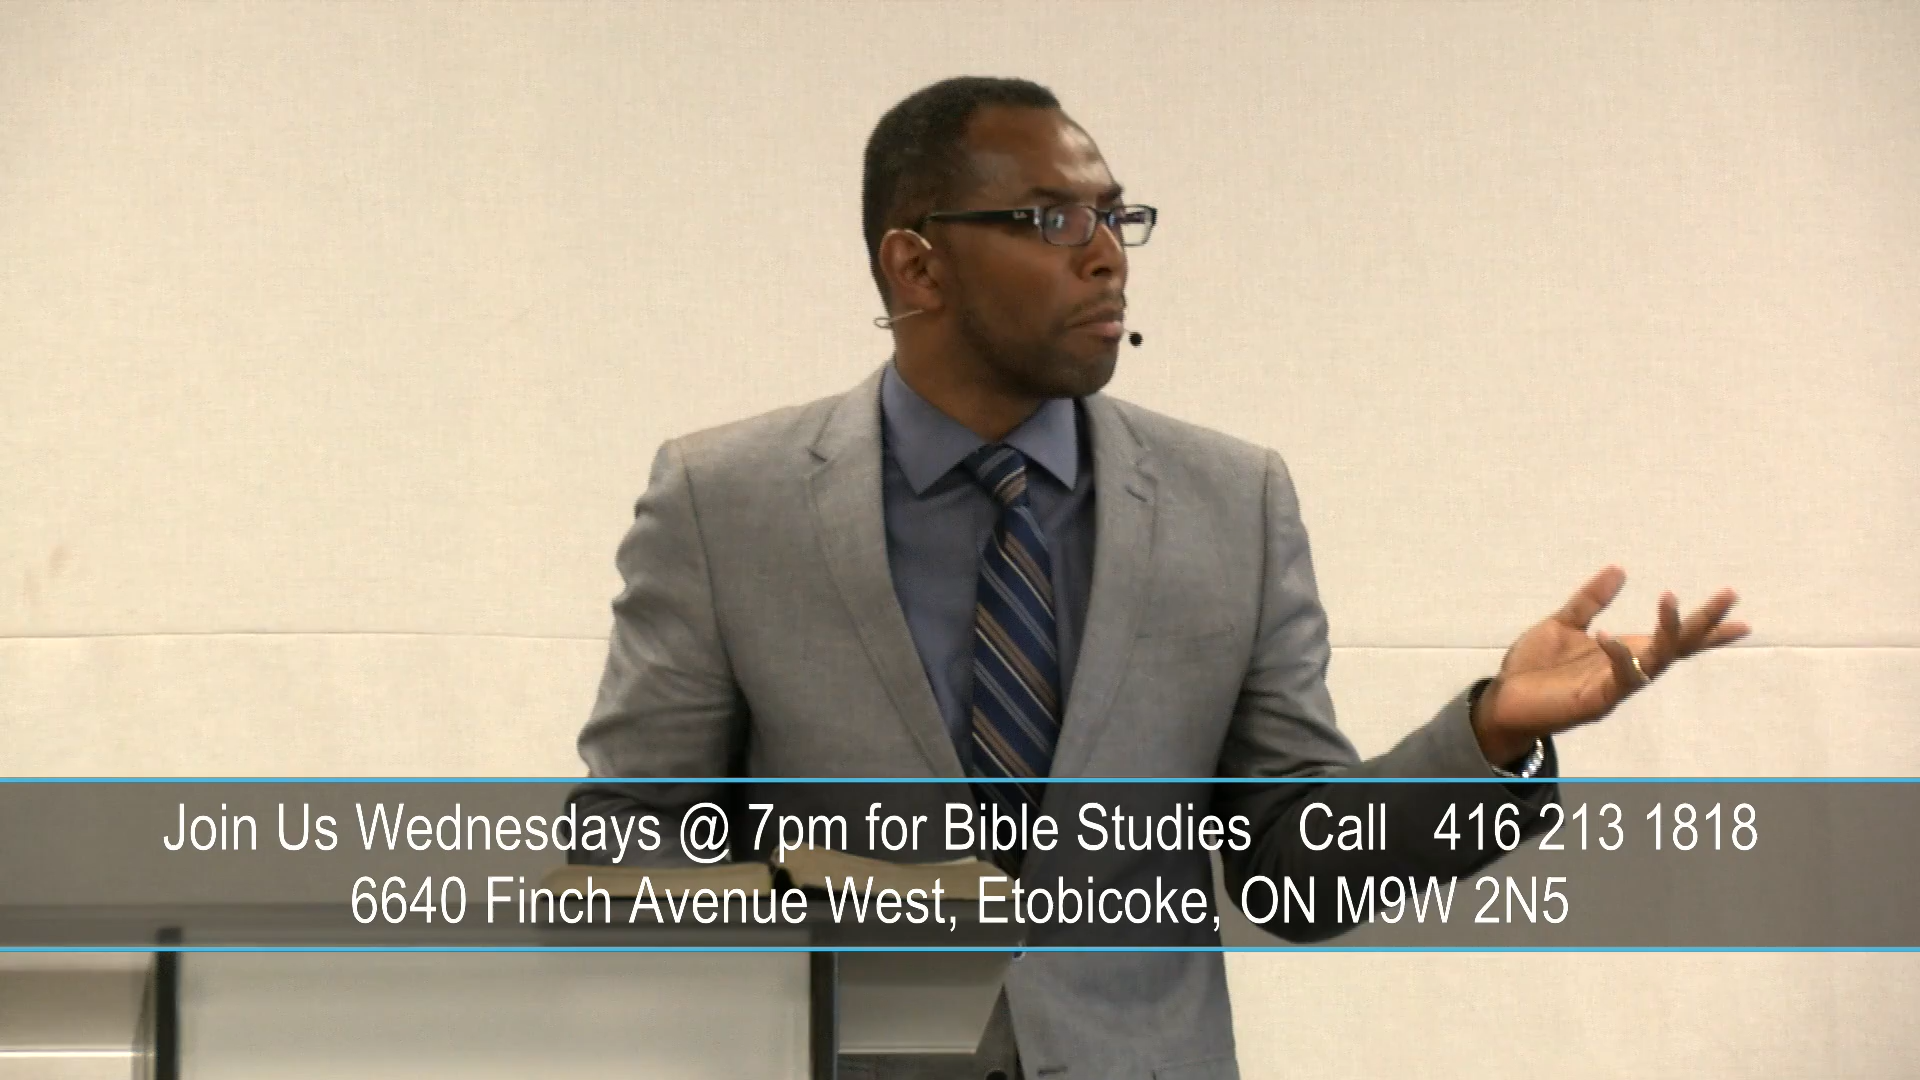 Join Us Wednesdays @ 7pm for Bible Studies   Call   416 213 1818
6640 Finch Avenue West, Etobicoke, ON M9W 2N5